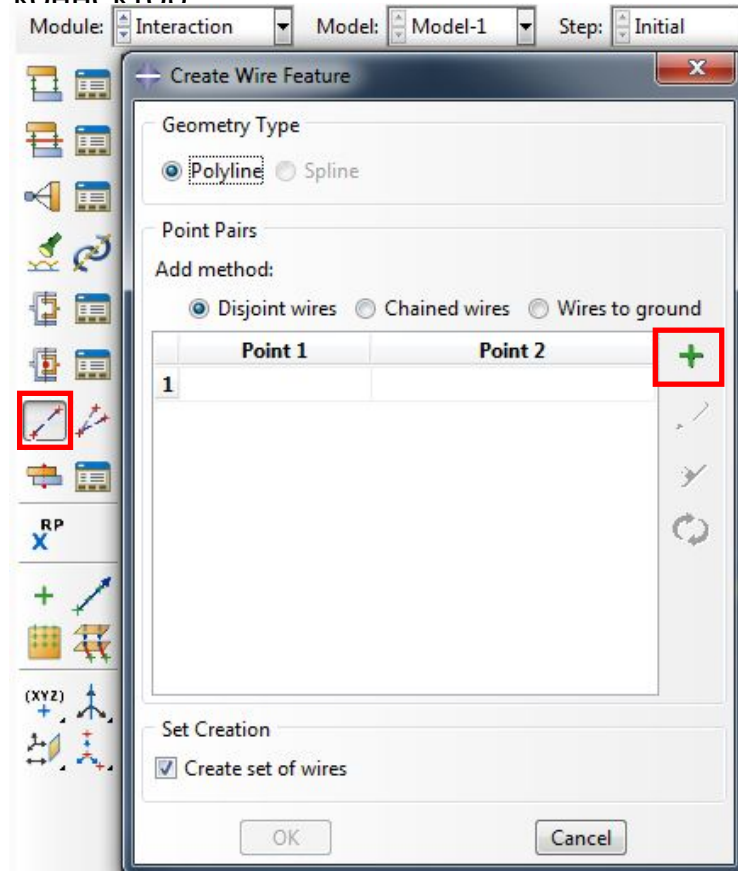 Module: Interaction Model: Model-1 Step: Initial
Create Wire Feature
Geometry Type
Polyline Spline
Point Pairs
Add method:
Disjoint wires Chained wires Wires to ground
Point 1 Point 2
1
RP
(XYZ)
Set Creation
Create set of wires
OK Cancel